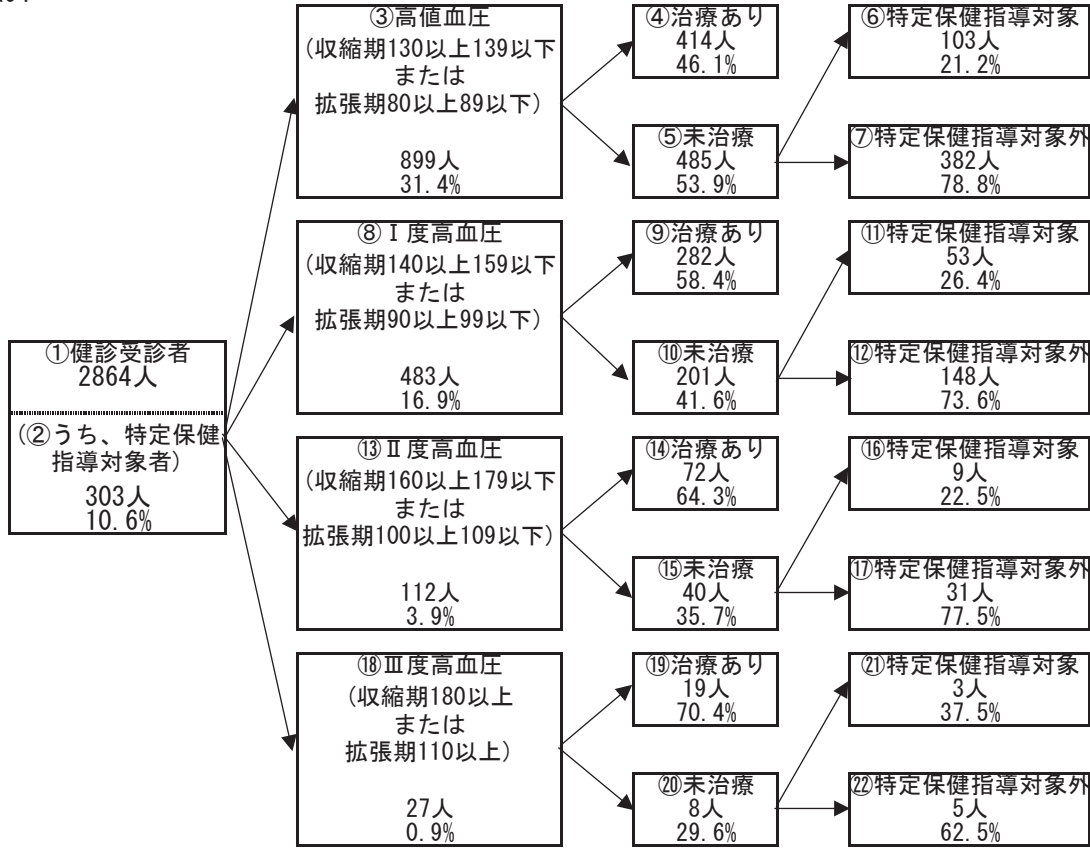 ①健診受診者
2864人
(②うち、特定保健
指導対象者)
303人
10.6%
③高値血圧
(収縮期130以上139以下
または
拡張期80以上89以下)
899人
31.4%
④治療あり
414人
46.1%
⑤未治療
485人
53.9%
⑥特定保健指導対象
103人
21.2%
⑦特定保健指導対象外
382人
78.8%
⑧Ⅰ度高血圧
(収縮期140以上159以下
または
拡張期90以上99以下)
483人
16.9%
⑨治療あり
282人
58.4%
⑩未治療
201人
41.6%
⑪特定保健指導対象
53人
26.4%
⑫特定保健指導対象外
148人
73.6%
⑬Ⅱ度高血圧
(収縮期160以上179以下
または
拡張期100以上109以下)
112人
3.9%
⑭治療あり
72人
64.3%
⑮未治療
40人
35.7%
⑯特定保健指導対象
9人
22.5%
⑰特定保健指導対象外
31人
77.5%
⑱Ⅲ度高血圧
(収縮期180以上
または
拡張期110以上)
27人
0.9%
⑲治療あり
19人
70.4%
⑳未治療
8人
29.6%
㉑特定保健指導対象
3人
37.5%
㉒特定保健指導対象外
5人
62.5%